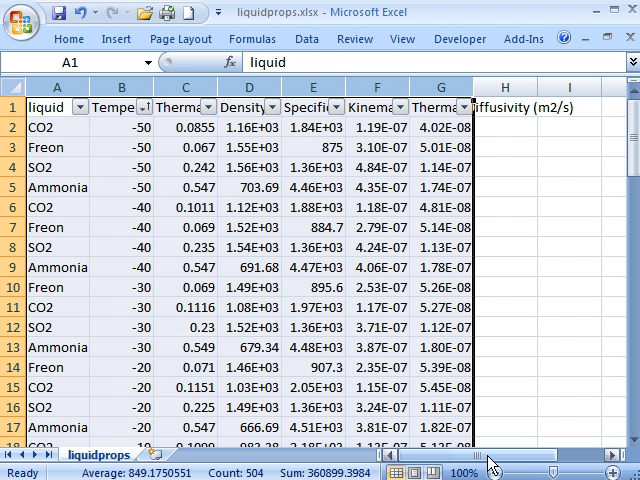 liquidprops.xlsx - Microsoft Excel
Home Insert Page Layout Formulas Data Review View Developer Add-Ins
A1 fx liquid
A B C D E F G H I
1 liquid Tempe Therma Density Specifi Kinema Therma iffusivity (m2/s)
2 CO2 -50 0.0855 1.16E+03 1.84E+03 1.19E-07 4.02E-08
3 Freon -50 0.067 1.55E+03 875 3.10E-07 5.01E-08
4 SO2 -50 0.242 1.56E+03 1.36E+03 4.84E-07 1.14E-07
5 Ammonia -50 0.547 703.69 4.46E+03 4.35E-07 1.74E-07
6 CO2 -40 0.1011 1.12E+03 1.88E+03 1.18E-07 4.81E-08
7 Freon -40 0.069 1.52E+03 884.7 2.79E-07 5.14E-08
8 SO2 -40 0.235 1.54E+03 1.36E+03 4.24E-07 1.13E-07
9 Ammonia -40 0.547 691.68 4.47E+03 4.06E-07 1.78E-07
10 Freon -30 0.069 1.49E+03 895.6 2.53E-07 5.26E-08
11 CO2 -30 0.1116 1.08E+03 1.97E+03 1.17E-07 5.27E-08
12 SO2 -30 0.23 1.52E+03 1.36E+03 3.71E-07 1.12E-07
13 Ammonia -30 0.549 679.34 4.48E+03 3.87E-07 1.80E-07
14 Freon -20 0.071 1.46E+03 907.3 2.35E-07 5.39E-08
15 CO2 -20 0.1151 1.03E+03 2.05E+03 1.15E-07 5.45E-08
16 SO2 -20 0.225 1.49E+03 1.36E+03 3.24E-07 1.11E-07
17 Ammonia -20 0.547 666.69 4.51E+03 3.81E-07 1.82E-07
liquidprops
Ready Average: 849.1750551 Count: 504 Sum: 360899.3984 100%